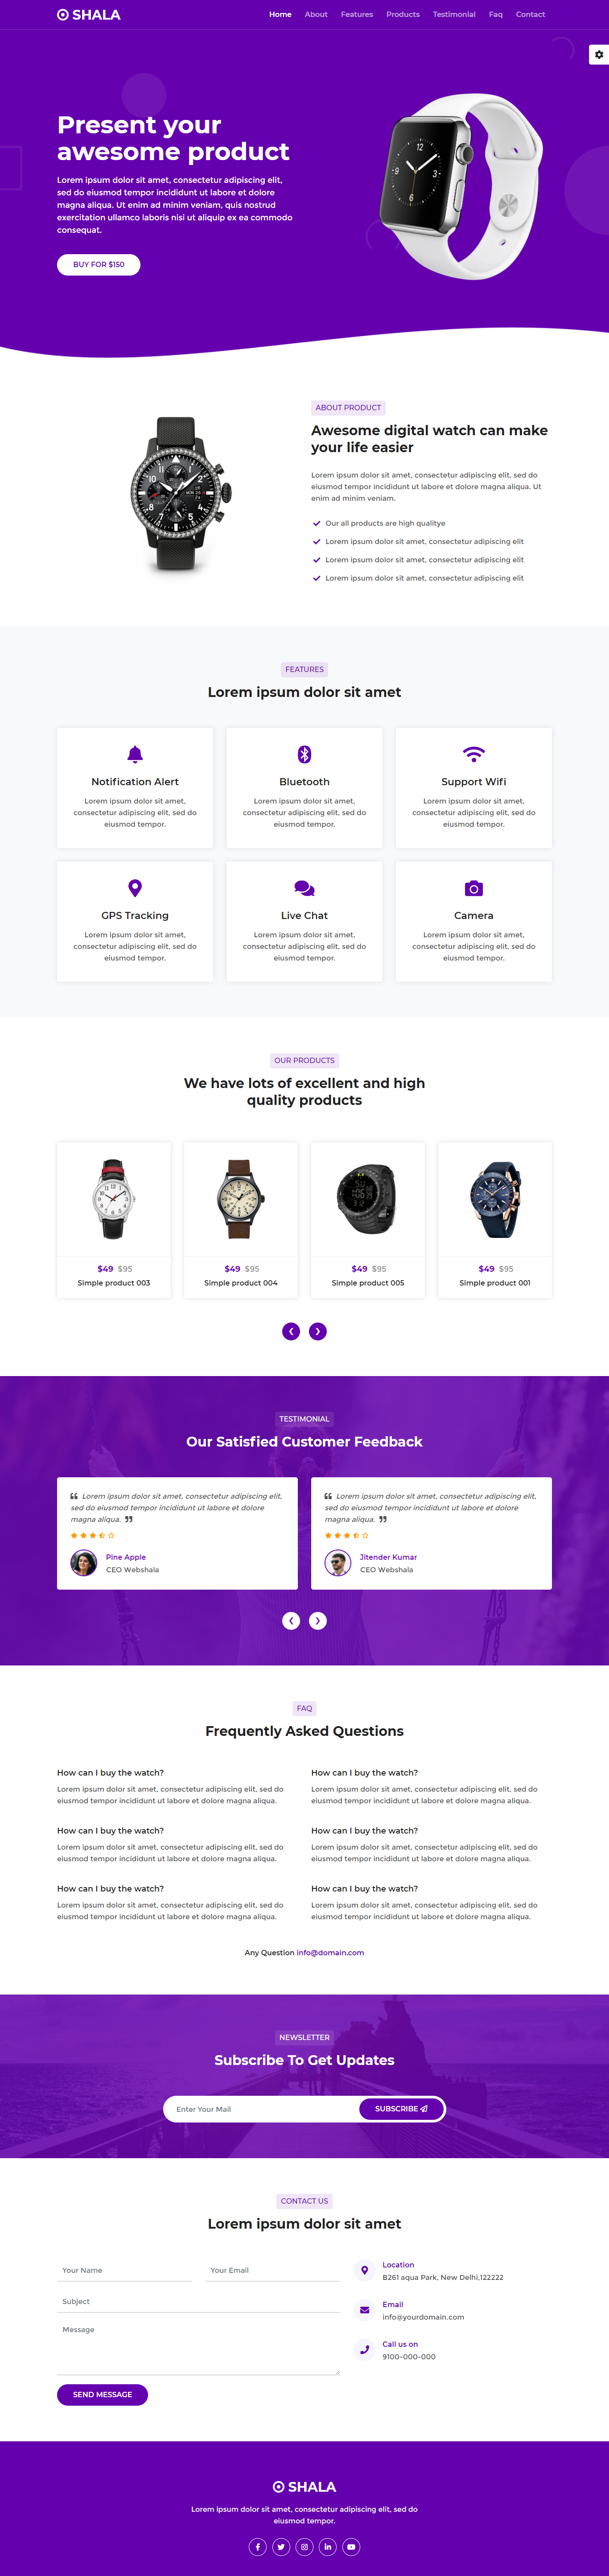 SHALA
Home About Features Products Testimonial Faq Contact
Present your
awesome product
Lorem ipsum dolor sit amet, consectetur adipiscing elit,
sed do eiusmod tempor incididunt ut labore et dolore
magna aliqua. Ut enim ad minim veniam, quis nostrud
exercitation ullamco laboris nisi ut aliquip ex ea commodo
consequat.
BUY FOR $150
12
3
6
9
ABOUT PRODUCT
Awesome digital watch can make
your life easier
Lorem ipsum dolor sit amet, consectetur adipiscing elit, sed do
eiusmod tempor incididunt ut labore et dolore magna aliqua. Ut
enim ad minim veniam.
Our all products are high qualitye
Lorem ipsum dolor sit amet, consectetur adipiscing elit
Lorem ipsum dolor sit amet, consectetur adipiscing elit
Lorem ipsum dolor sit amet, consectetur adipiscing elit
FEATURES
Lorem ipsum dolor sit amet
Notification Alert
Lorem ipsum dolor sit amet,
consectetur adipiscing elit, sed do
eiusmod tempor.
Bluetooth
Lorem ipsum dolor sit amet,
consectetur adipiscing elit, sed do
eiusmod tempor.
Support Wifi
Lorem ipsum dolor sit amet,
consectetur adipiscing elit, sed do
eiusmod tempor.
GPS Tracking
Lorem ipsum dolor sit amet,
consectetur adipiscing elit, sed do
eiusmod tempor.
Live Chat
Lorem ipsum dolor sit amet,
consectetur adipiscing elit, sed do
eiusmod tempor.
Camera
Lorem ipsum dolor sit amet,
consectetur adipiscing elit, sed do
eiusmod tempor.
OUR PRODUCTS
We have lots of excellent and high
quality products
$49 $95
Simple product 003
$49 $95
Simple product 004
$49 $95
Simple product 005
$49 $95
Simple product 001
TESTIMONIAL
Our Satisfied Customer Feedback
Lorem ipsum dolor sit amet, consectetur adipiscing elit,
sed do eiusmod tempor incididunt ut labore et dolore
magna aliqua.
Pine Apple
CEO Webshala
Lorem ipsum dolor sit amet, consectetur adipiscing elit,
sed do eiusmod tempor incididunt ut labore et dolore
magna aliqua.
Jitender Kumar
CEO Webshala
FAQ
Frequently Asked Questions
How can I buy the watch?
Lorem ipsum dolor sit amet, consectetur adipiscing elit, sed do
eiusmod tempor incididunt ut labore et dolore magna aliqua.
How can I buy the watch?
Lorem ipsum dolor sit amet, consectetur adipiscing elit, sed do
eiusmod tempor incididunt ut labore et dolore magna aliqua.
How can I buy the watch?
Lorem ipsum dolor sit amet, consectetur adipiscing elit, sed do
eiusmod tempor incididunt ut labore et dolore magna aliqua.
How can I buy the watch?
Lorem ipsum dolor sit amet, consectetur adipiscing elit, sed do
eiusmod tempor incididunt ut labore et dolore magna aliqua.
How can I buy the watch?
Lorem ipsum dolor sit amet, consectetur adipiscing elit, sed do
eiusmod tempor incididunt ut labore et dolore magna aliqua.
How can I buy the watch?
Lorem ipsum dolor sit amet, consectetur adipiscing elit, sed do
eiusmod tempor incididunt ut labore et dolore magna aliqua.
Any Question info@domain.com
NEWSLETTER
Subscribe To Get Updates
Enter Your Mail
SUBSCRIBE
CONTACT US
Lorem ipsum dolor sit amet
Your Name
Your Email
Subject
Message
SEND MESSAGE
Location
B261 aqua Park, New Delhi,122222
Email
info@yourdomain.com
Call us on
9100-000-000
SHALA
Lorem ipsum dolor sit amet, consectetur adipiscing elit, sed do
eiusmod tempor.